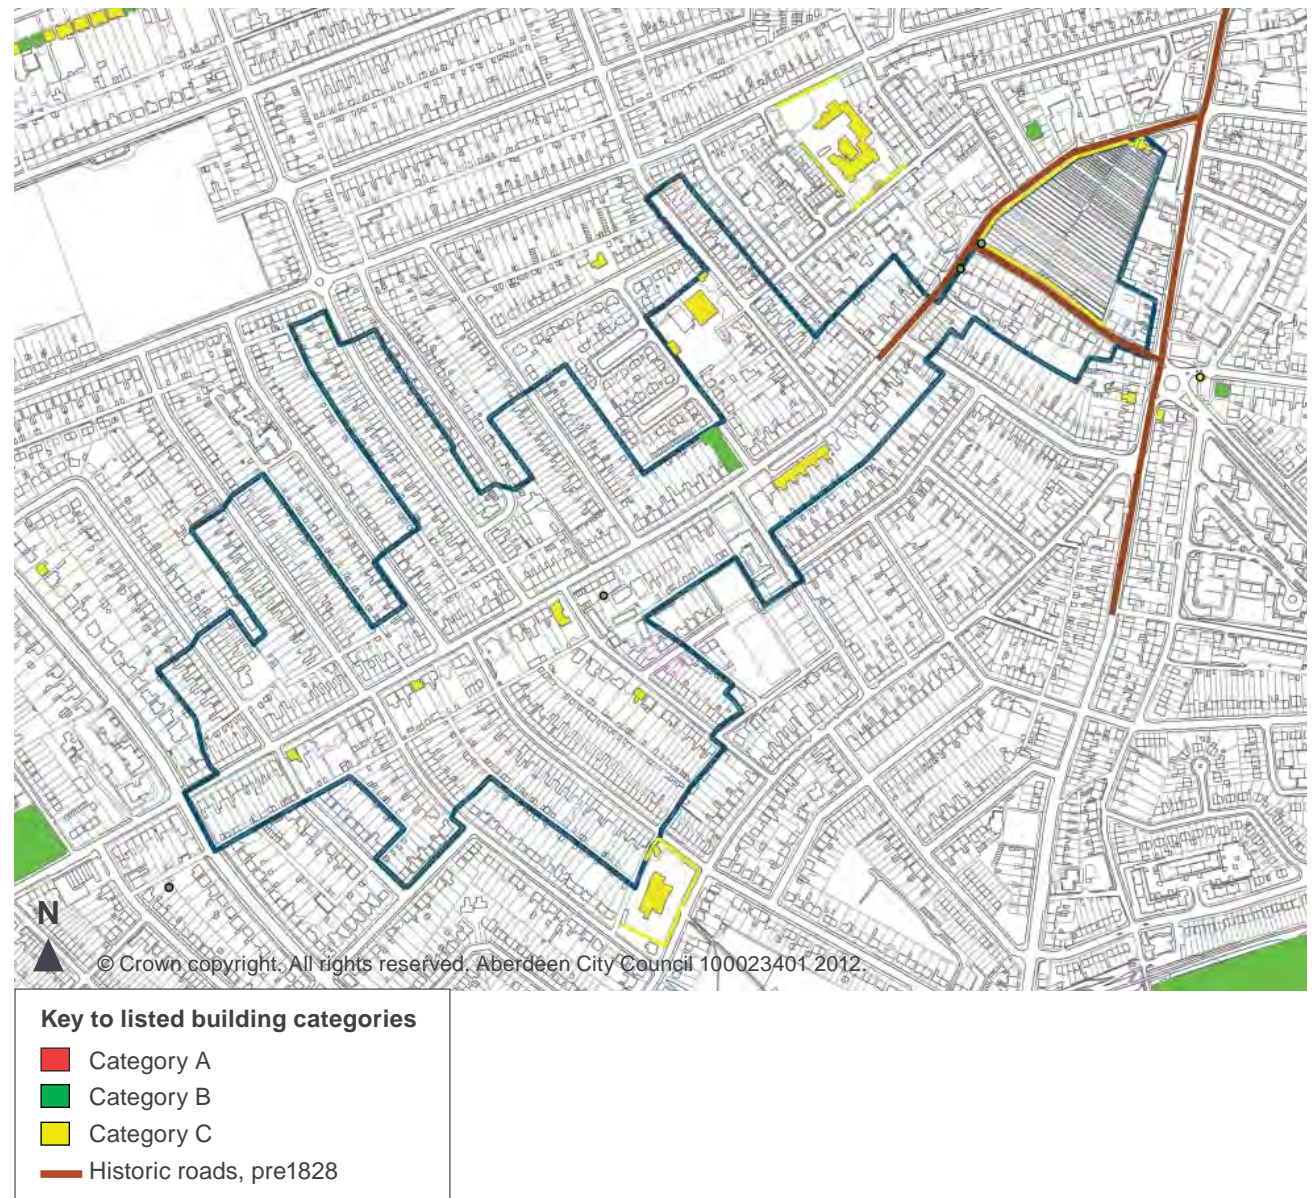 N
© Crown copyright. All rights reserved. Aberdeen City Council 100023401 2012.
Key to listed building categories
Category A
Category B
Category C
Historic roads, pre1828